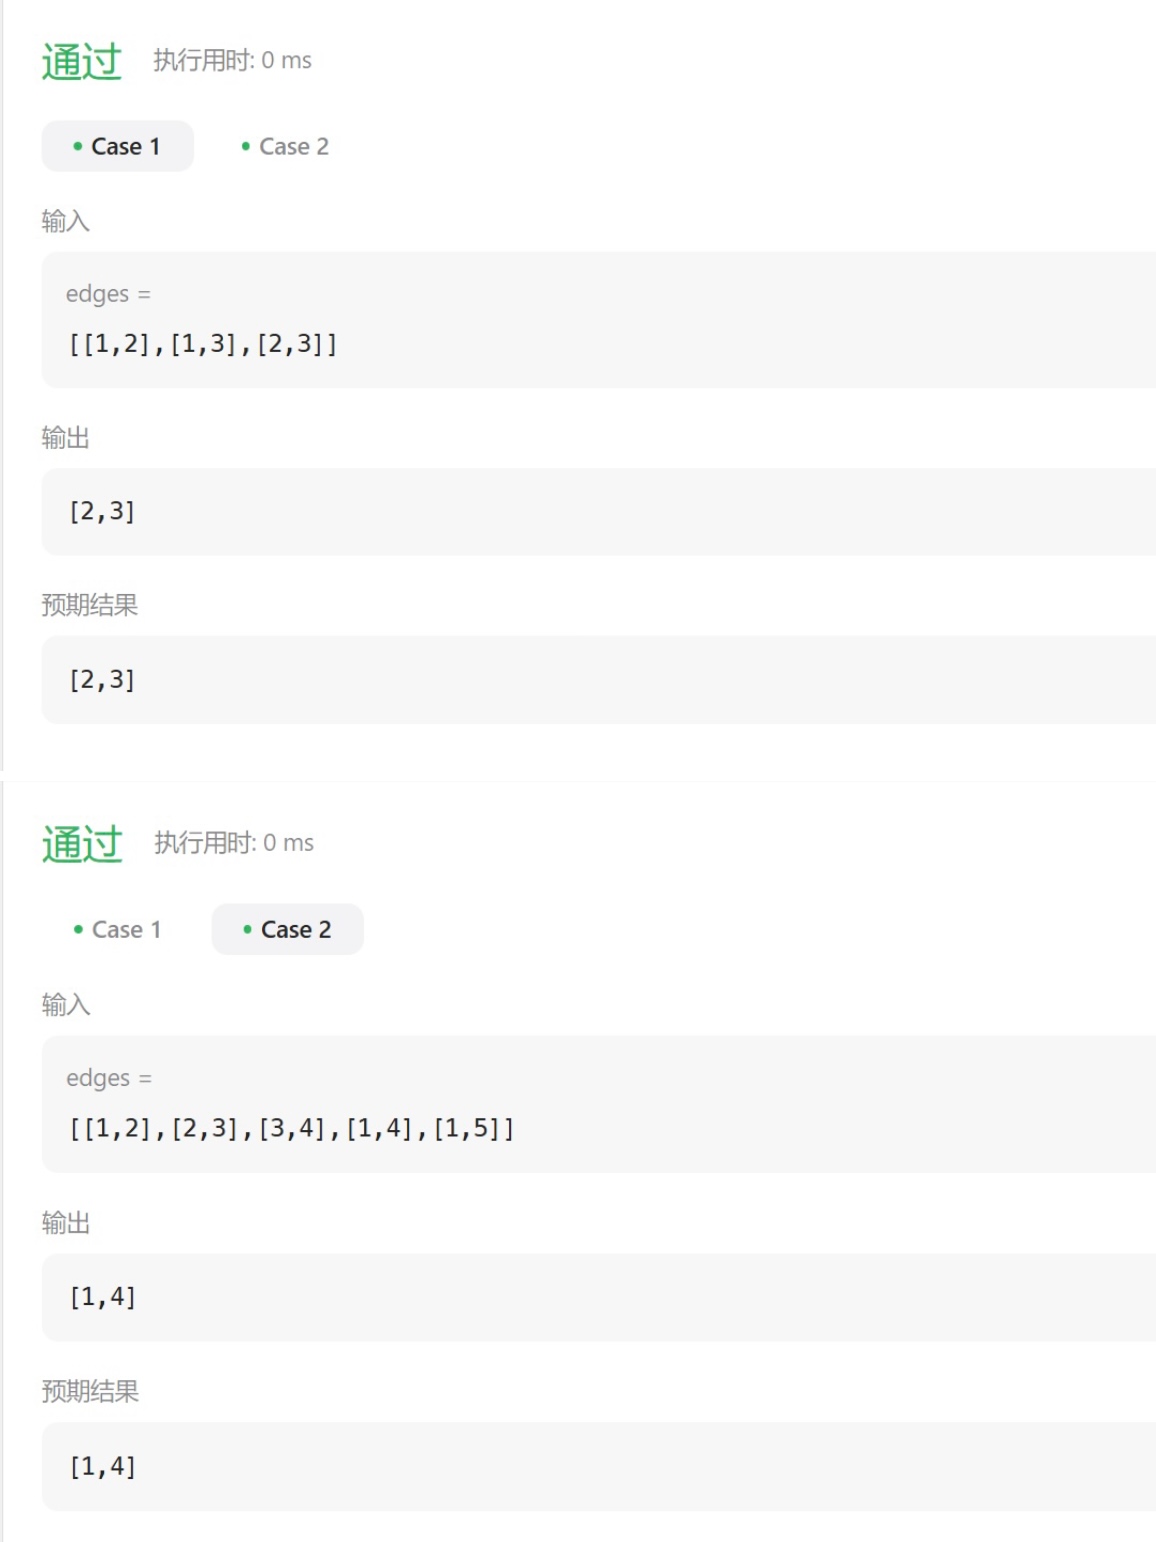 通过 执行用时: 0 ms
Case 1 Case 2
输入
edges =
[[1,2],[1,3],[2,3]]
输出
[2,3]
预期结果
[2,3]
通过 执行用时: 0 ms
Case 1 Case 2
输入
edges =
[[1,2],[2,3],[3,4],[1,4],[1,5]]
输出
[1,4]
预期结果
[1,4]